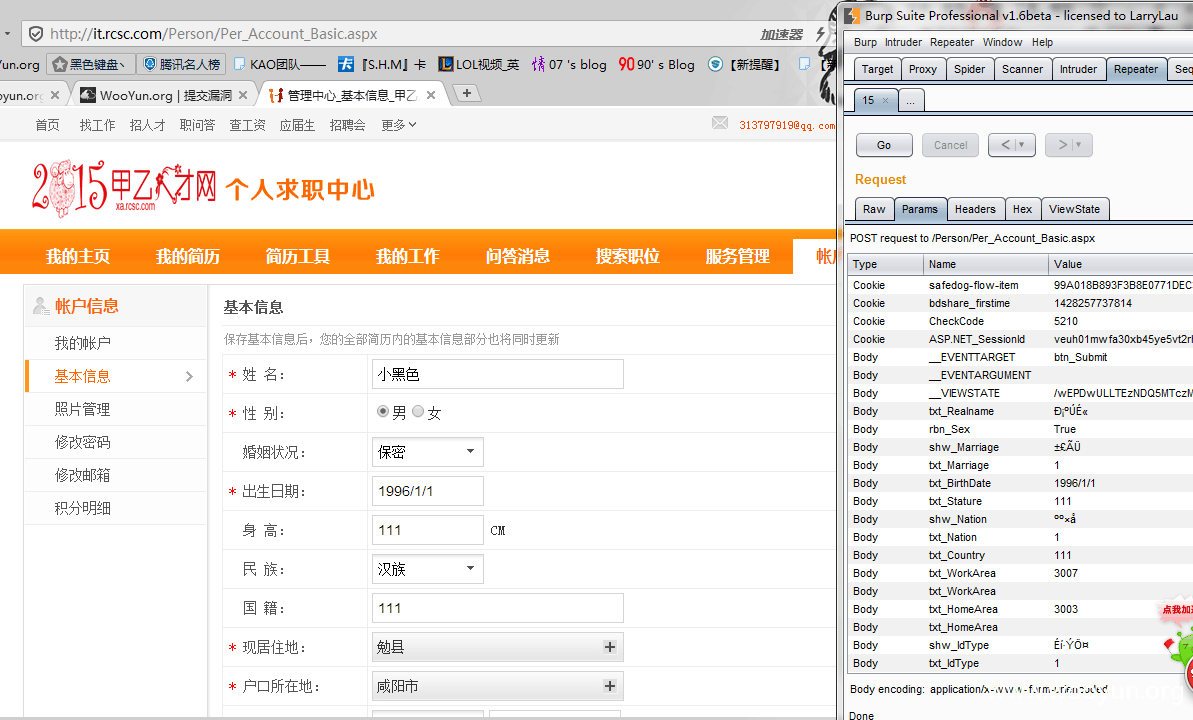 http://it.rcsc.com/Person/Per_Account_Basic.aspx
加速器
Yun.org
黑色键盘
腾讯名人榜
KAO团队——
『S.H.M』卡
LOL视频_英
情 07 's blog
90 90' s Blog
【新提醒】
oyun.org
WooYun.org | 提交漏洞
管理中心_基本信息_甲乙
首页 找工作 招人才 职问答 查工资 应届生 招聘会 更多
313797919@qq.com
2015甲乙人才网 个人求职中心
xa.rcsc.com
我的主页 我的简历 简历工具 我的工作 问答消息 搜索职位 服务管理 帐户
帐户信息
我的帐户
基本信息
照片管理
修改密码
修改邮箱
积分明细
基本信息
保存基本信息后，您的全部简历内的基本信息部分也将同时更新
* 姓 名： 小黑色
* 性 别： 男 女
婚姻状况： 保密
* 出生日期： 1996/1/1
身 高： 111 CM
民 族： 汉族
国 籍： 111
* 现居住地： 勉县 +
* 户口所在地： 咸阳市 +
Burp Suite Professional v1.6beta - licensed to LarryLau
Burp Intruder Repeater Window Help
Target Proxy Spider Scanner Intruder Repeater Seq
15 × ...
Go Cancel < >
Request
Raw Params Headers Hex ViewState
POST request to /Person/Per_Account_Basic.aspx
Type Name Value
Cookie safedog-flow-item 99A018B893F3B8E0771DEC
Cookie bdshare_firstime 1428257737814
Cookie CheckCode 5210
Cookie ASP.NET_SessionId veuh01mwfa30xb45ye5vt2r
Body __EVENTTARGET btn_Submit
Body __EVENTARGUMENT
Body __VIEWSTATE /wEPDwULLTEzNDQ5MTczM
Body txt_Realname Ð¡ºÚÉ«
Body rbn_Sex True
Body shw_Marriage ±£ÃÜ
Body txt_Marriage 1
Body txt_BirthDate 1996/1/1
Body txt_Stature 111
Body shw_Nation ºº×å
Body txt_Nation 1
Body txt_Country 111
Body txt_WorkArea 3007
Body txt_WorkArea
Body txt_HomeArea 3003
Body txt_HomeArea
Body shw_IdType Éí·ÝÖ¤
Body txt_IdType 1
点我加
Body encoding: application/x-www-form-urlencoded
Done